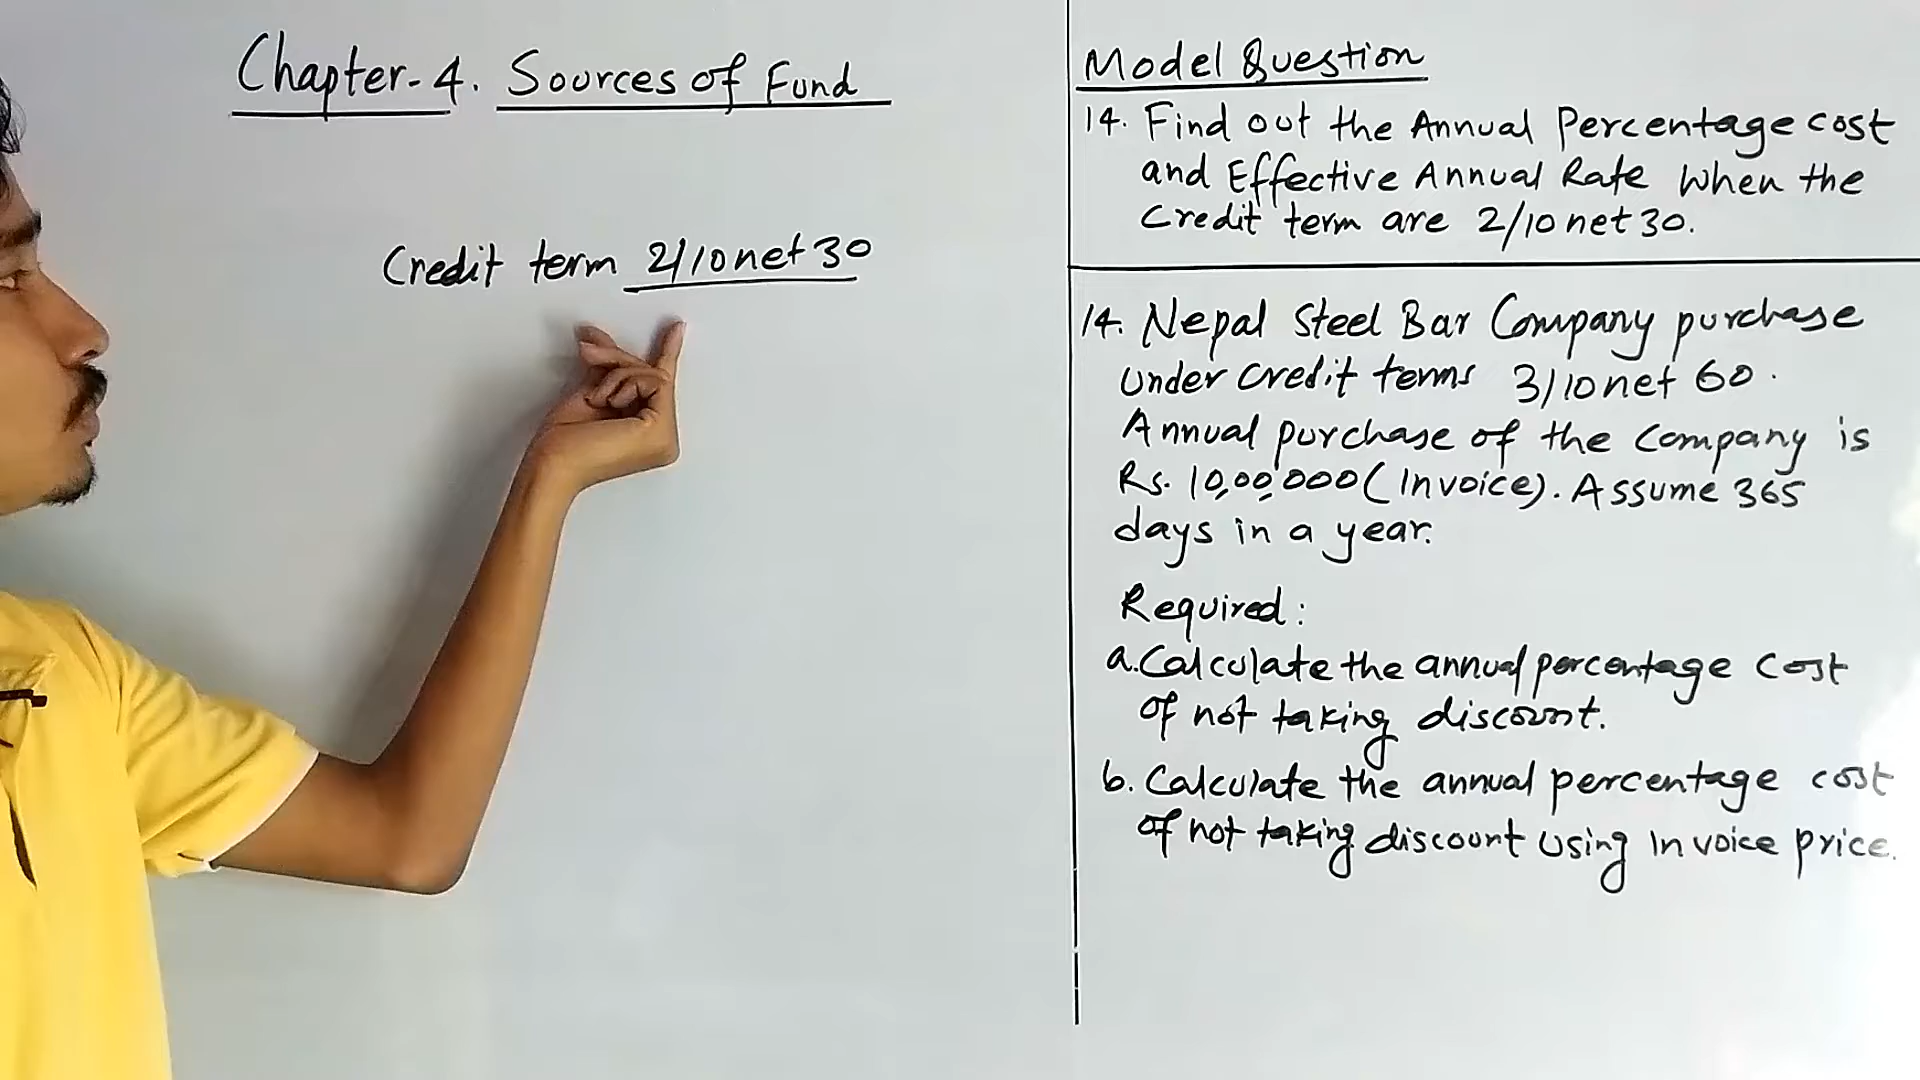 Chapter-4. Sources of Fund
Credit term 2/10 net 30
Model Question
14. Find out the Annual Percentage cost
and Effective Annual Rate When the
Credit term are 2/10 net 30.
14. Nepal Steel Bar Company purchase
Under credit terms 3/10 net 60.
Annual purchase of the company is
Rs. 10,00,000 (Invoice). Assume 365
days in a year.
Required:
a. Calculate the annual percentage cost
of not taking discount.
b. Calculate the annual percentage cost
of not taking discount Using Invoice price.